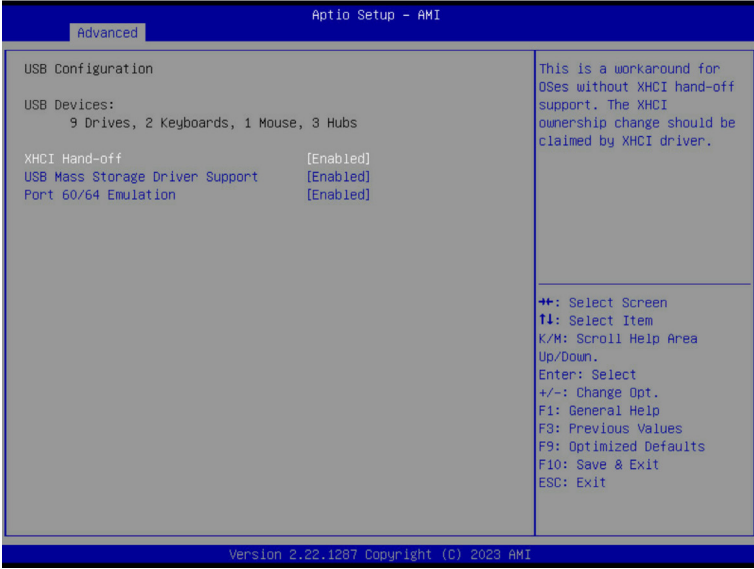 Aptio Setup – AMI
Advanced
USB Configuration
USB Devices:
9 Drives, 2 Keyboards, 1 Mouse, 3 Hubs
XHCI Hand-off [Enabled]
USB Mass Storage Driver Support [Enabled]
Port 60/64 Emulation [Enabled]
This is a workaround for
OSes without XHCI hand-off
support. The XHCI
ownership change should be
claimed by XHCI driver.
→←: Select Screen
↑↓: Select Item
K/M: Scroll Help Area
Up/Down.
Enter: Select
+/-: Change Opt.
F1: General Help
F3: Previous Values
F9: Optimized Defaults
F10: Save & Exit
ESC: Exit
Version 2.22.1287 Copyright (C) 2023 AMI